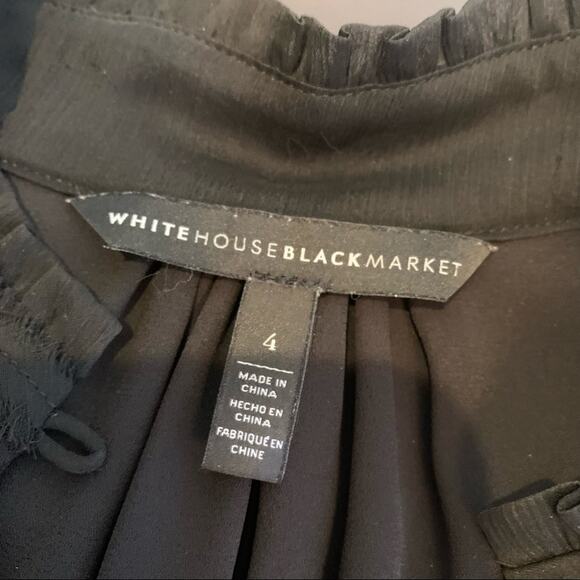 WHITEHOUSEBLACKMARKET
4
MADE IN
CHINA
HECHO EN
CHINA
FABRIQUÉ EN
CHINE